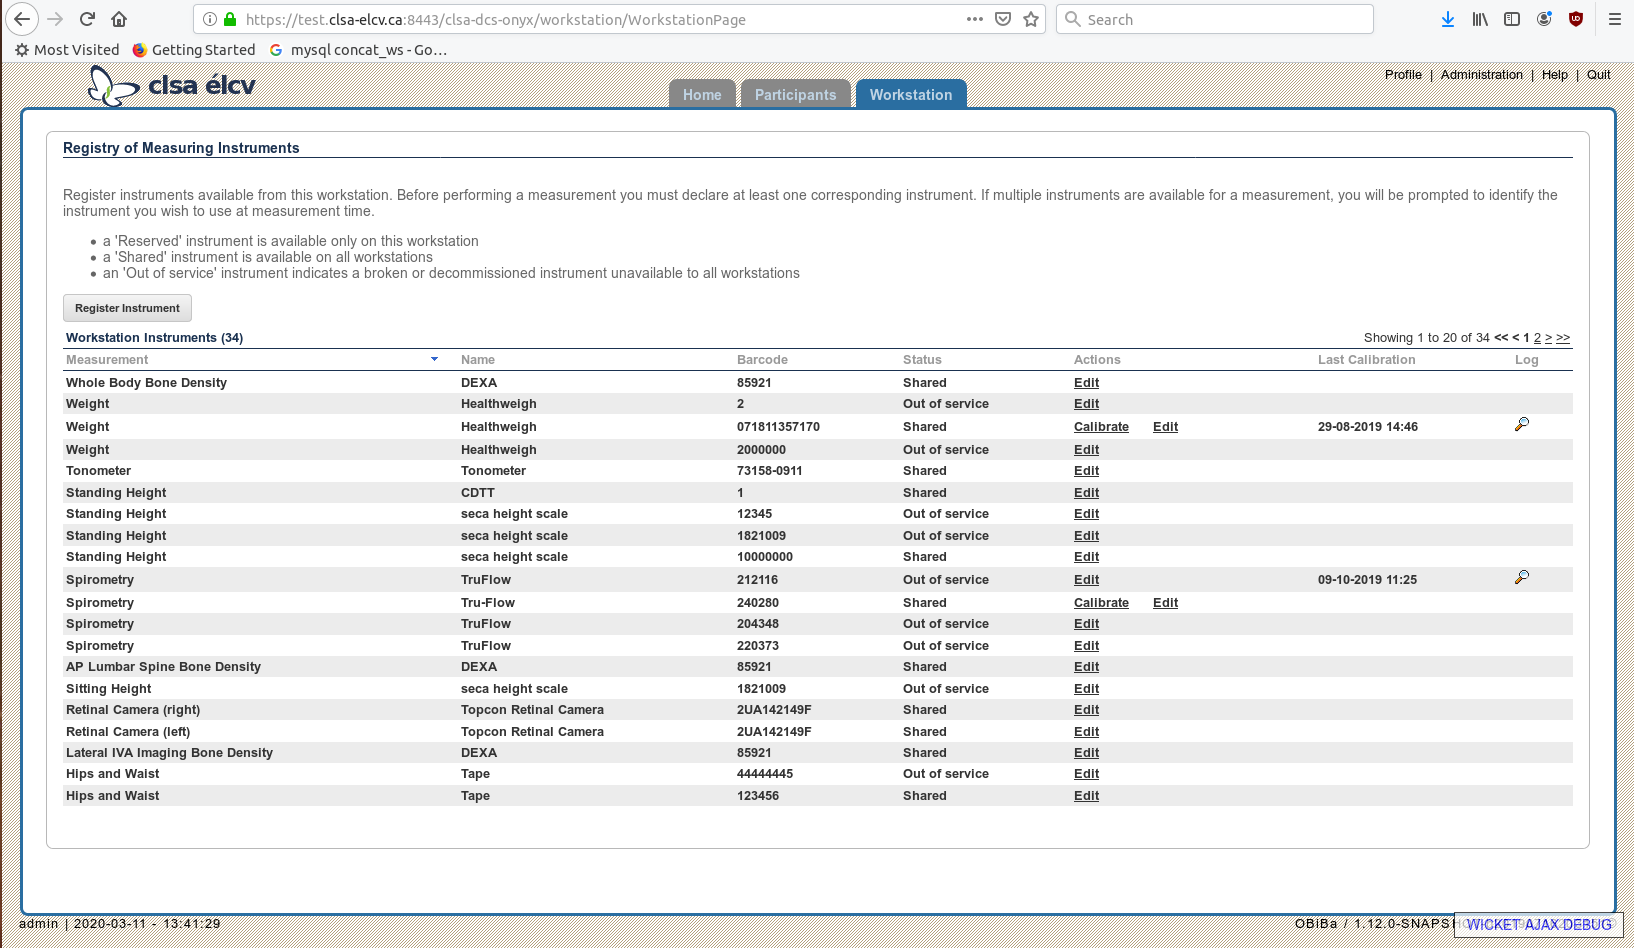 https://test.clsa-elcv.ca:8443/clsa-dcs-onyx/workstation/WorkstationPage
Search
Most Visited Getting Started mysql concat_ws - Go…
clsa élcv
Home Participants Workstation
Profile | Administration | Help | Quit
Registry of Measuring Instruments
Register instruments available from this workstation. Before performing a measurement you must declare at least one corresponding instrument. If multiple instruments are available for a measurement, you will be prompted to identify the
instrument you wish to use at measurement time.
• a 'Reserved' instrument is available only on this workstation
• a 'Shared' instrument is available on all workstations
• an 'Out of service' instrument indicates a broken or decommissioned instrument unavailable to all workstations
Register Instrument
Workstation Instruments (34) Showing 1 to 20 of 34 << < 1 2 > >>
Measurement Name Barcode Status Actions Last Calibration Log
Whole Body Bone Density DEXA 85921 Shared Edit
Weight Healthweigh 2 Out of service Edit
Weight Healthweigh 071811357170 Shared Calibrate Edit 29-08-2019 14:46
Weight Healthweigh 2000000 Out of service Edit
Tonometer Tonometer 73158-0911 Shared Edit
Standing Height CDTT 1 Shared Edit
Standing Height seca height scale 12345 Out of service Edit
Standing Height seca height scale 1821009 Out of service Edit
Standing Height seca height scale 10000000 Shared Edit
Spirometry TruFlow 212116 Out of service Edit 09-10-2019 11:25
Spirometry Tru-Flow 240280 Shared Calibrate Edit
Spirometry TruFlow 204348 Out of service Edit
Spirometry TruFlow 220373 Out of service Edit
AP Lumbar Spine Bone Density DEXA 85921 Shared Edit
Sitting Height seca height scale 1821009 Out of service Edit
Retinal Camera (right) Topcon Retinal Camera 2UA142149F Shared Edit
Retinal Camera (left) Topcon Retinal Camera 2UA142149F Shared Edit
Lateral IVA Imaging Bone Density DEXA 85921 Shared Edit
Hips and Waist Tape 44444445 Out of service Edit
Hips and Waist Tape 123456 Shared Edit
admin | 2020-03-11 - 13:41:29
OBiBa / 1.12.0-SNAPSH
WICKET AJAX DEBUG